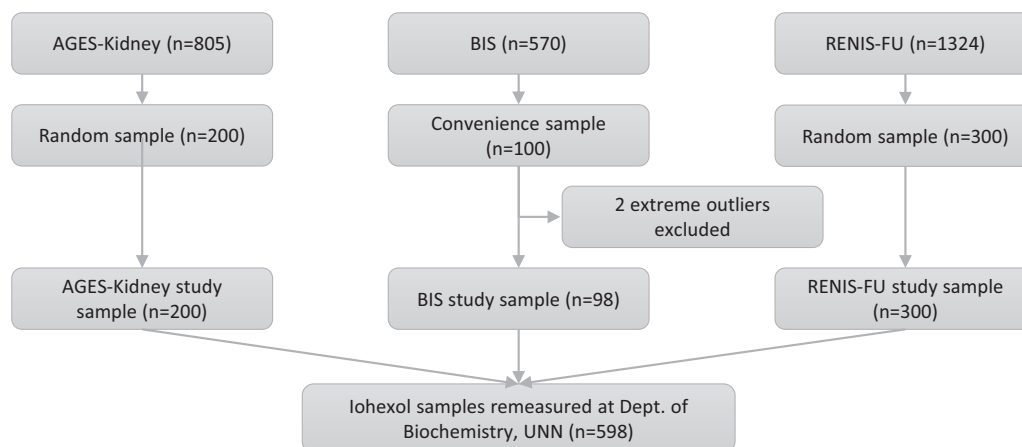 AGES-Kidney (n=805)
BIS (n=570)
RENIS-FU (n=1324)
Random sample (n=200)
Convenience sample
(n=100)
Random sample (n=300)
2 extreme outliers
excluded
AGES-Kidney study
sample (n=200)
BIS study sample (n=98)
RENIS-FU study sample
(n=300)
Iohexol samples remeasured at Dept. of
Biochemistry, UNN (n=598)